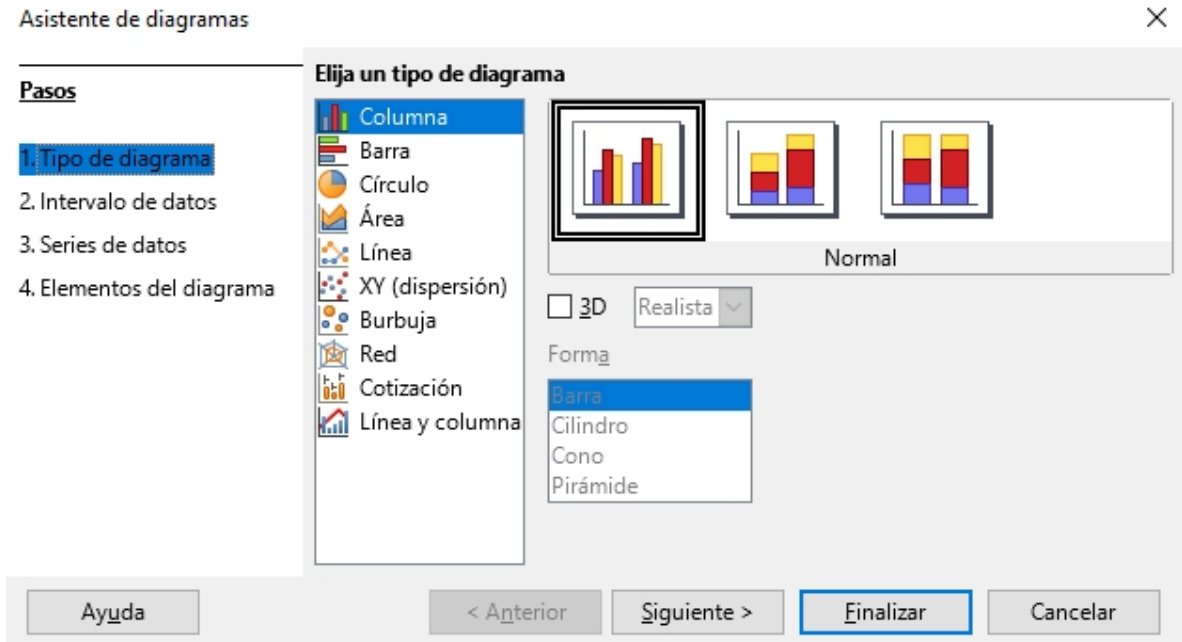 Asistente de diagramas
Pasos
1. Tipo de diagrama
2. Intervalo de datos
3. Series de datos
4. Elementos del diagrama
Elija un tipo de diagrama
Columna
Barra
Círculo
Área
Línea
XY (dispersión)
Burbuja
Red
Cotización
Línea y columna
Normal
3D
Realista
Forma
Barra
Cilindro
Cono
Pirámide
Ayuda
< Anterior
Siguiente >
Finalizar
Cancelar